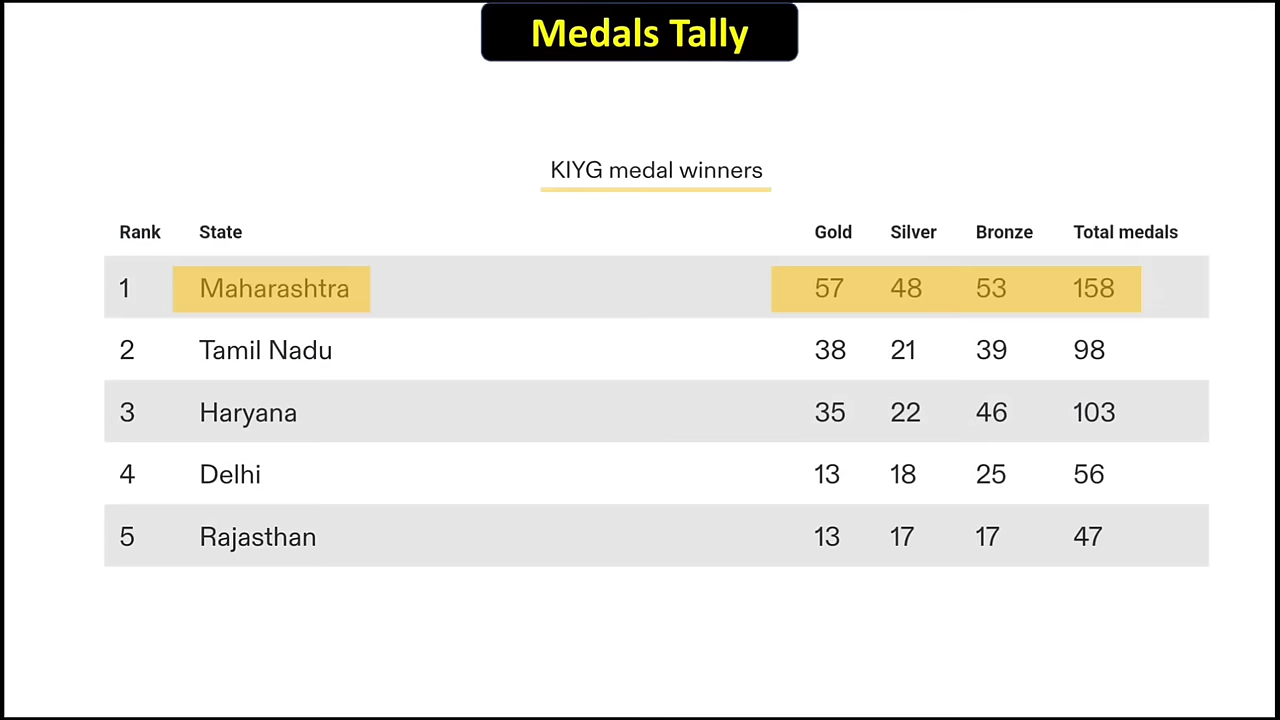 Medals Tally
KIYG medal winners
Rank State Gold Silver Bronze Total medals
1 Maharashtra 57 48 53 158
2 Tamil Nadu 38 21 39 98
3 Haryana 35 22 46 103
4 Delhi 13 18 25 56
5 Rajasthan 13 17 17 47